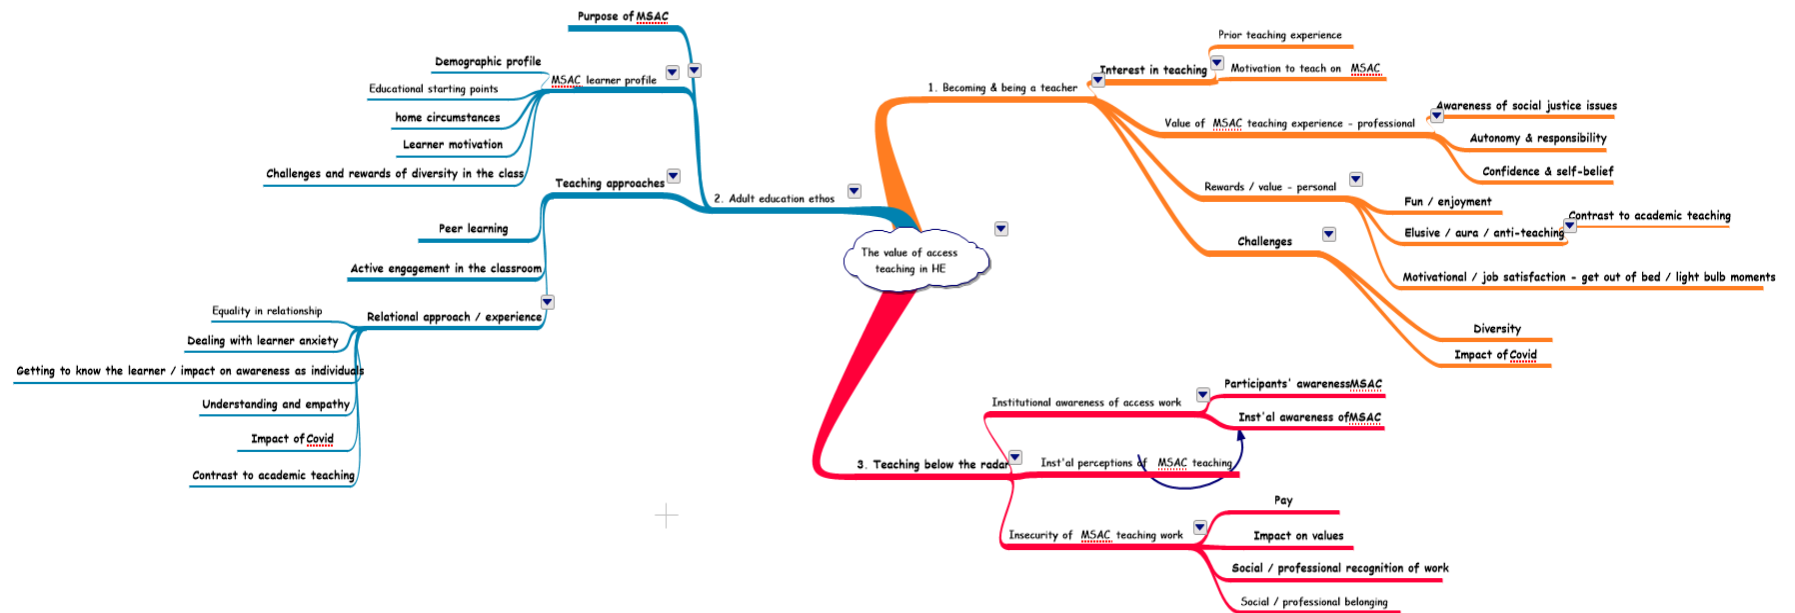 The value of access
teaching in HE
1. Becoming & being a teacher
Interest in teaching
Prior teaching experience
Motivation to teach on MSAC
Value of MSAC teaching experience - professional
Awareness of social justice issues
Autonomy & responsibility
Confidence & self-belief
Rewards / value - personal
Fun / enjoyment
Elusive / aura / anti-teaching
Contrast to academic teaching
Motivational / job satisfaction - get out of bed / light bulb moments
Challenges
Diversity
Impact of Covid
2. Adult education ethos
Purpose of MSAC
MSAC learner profile
Demographic profile
Educational starting points
home circumstances
Learner motivation
Challenges and rewards of diversity in the class
Teaching approaches
Peer learning
Active engagement in the classroom
Relational approach / experience
Equality in relationship
Dealing with learner anxiety
Getting to know the learner / impact on awareness as individuals
Understanding and empathy
Impact of Covid
Contrast to academic teaching
3. Teaching below the radar
Institutional awareness of access work
Participants' awareness MSAC
Inst'al awareness of MSAC
Inst'al perceptions of MSAC teaching
Insecurity of MSAC teaching work
Pay
Impact on values
Social / professional recognition of work
Social / professional belonging